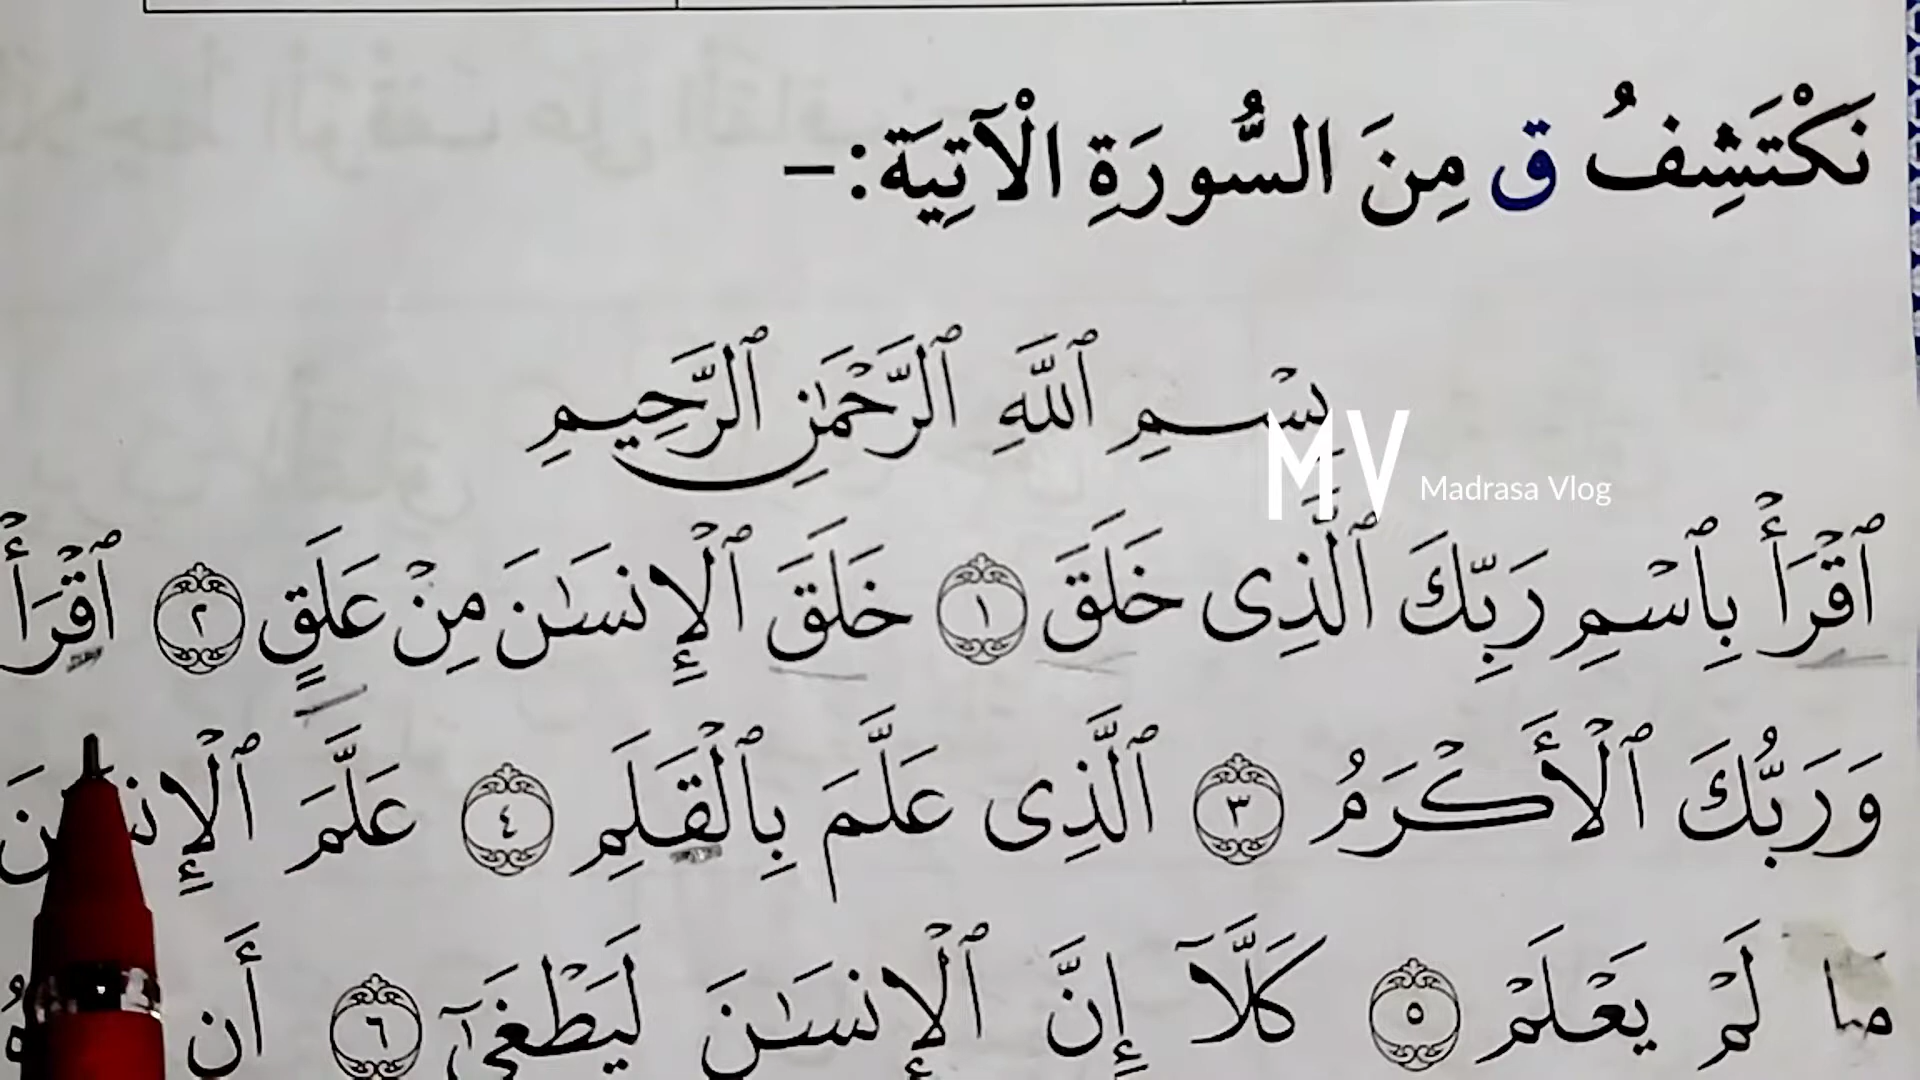 نَكْتَشِفُ ق مِنَ السُّورَةِ الْآتِيَةِ:-
بِسْمِ ٱللَّهِ ٱلرَّحْمَٰنِ ٱلرَّحِيمِ
MV Madrasa Vlog
ٱقْرَأْ بِٱسْمِ رَبِّكَ ٱلَّذِى خَلَقَ ١ خَلَقَ ٱلْإِنسَٰنَ مِنْ عَلَقٍ ٢ ٱقْرَأْ
وَرَبُّكَ ٱلْأَكْرَمُ ٣ ٱلَّذِى عَلَّمَ بِٱلْقَلَمِ ٤ عَلَّمَ ٱلْإِنسَٰنَ
مَا لَمْ يَعْلَمْ ٥ كَلَّآ إِنَّ ٱلْإِنسَٰنَ لَيَطْغَىٰٓ ٦ أَن